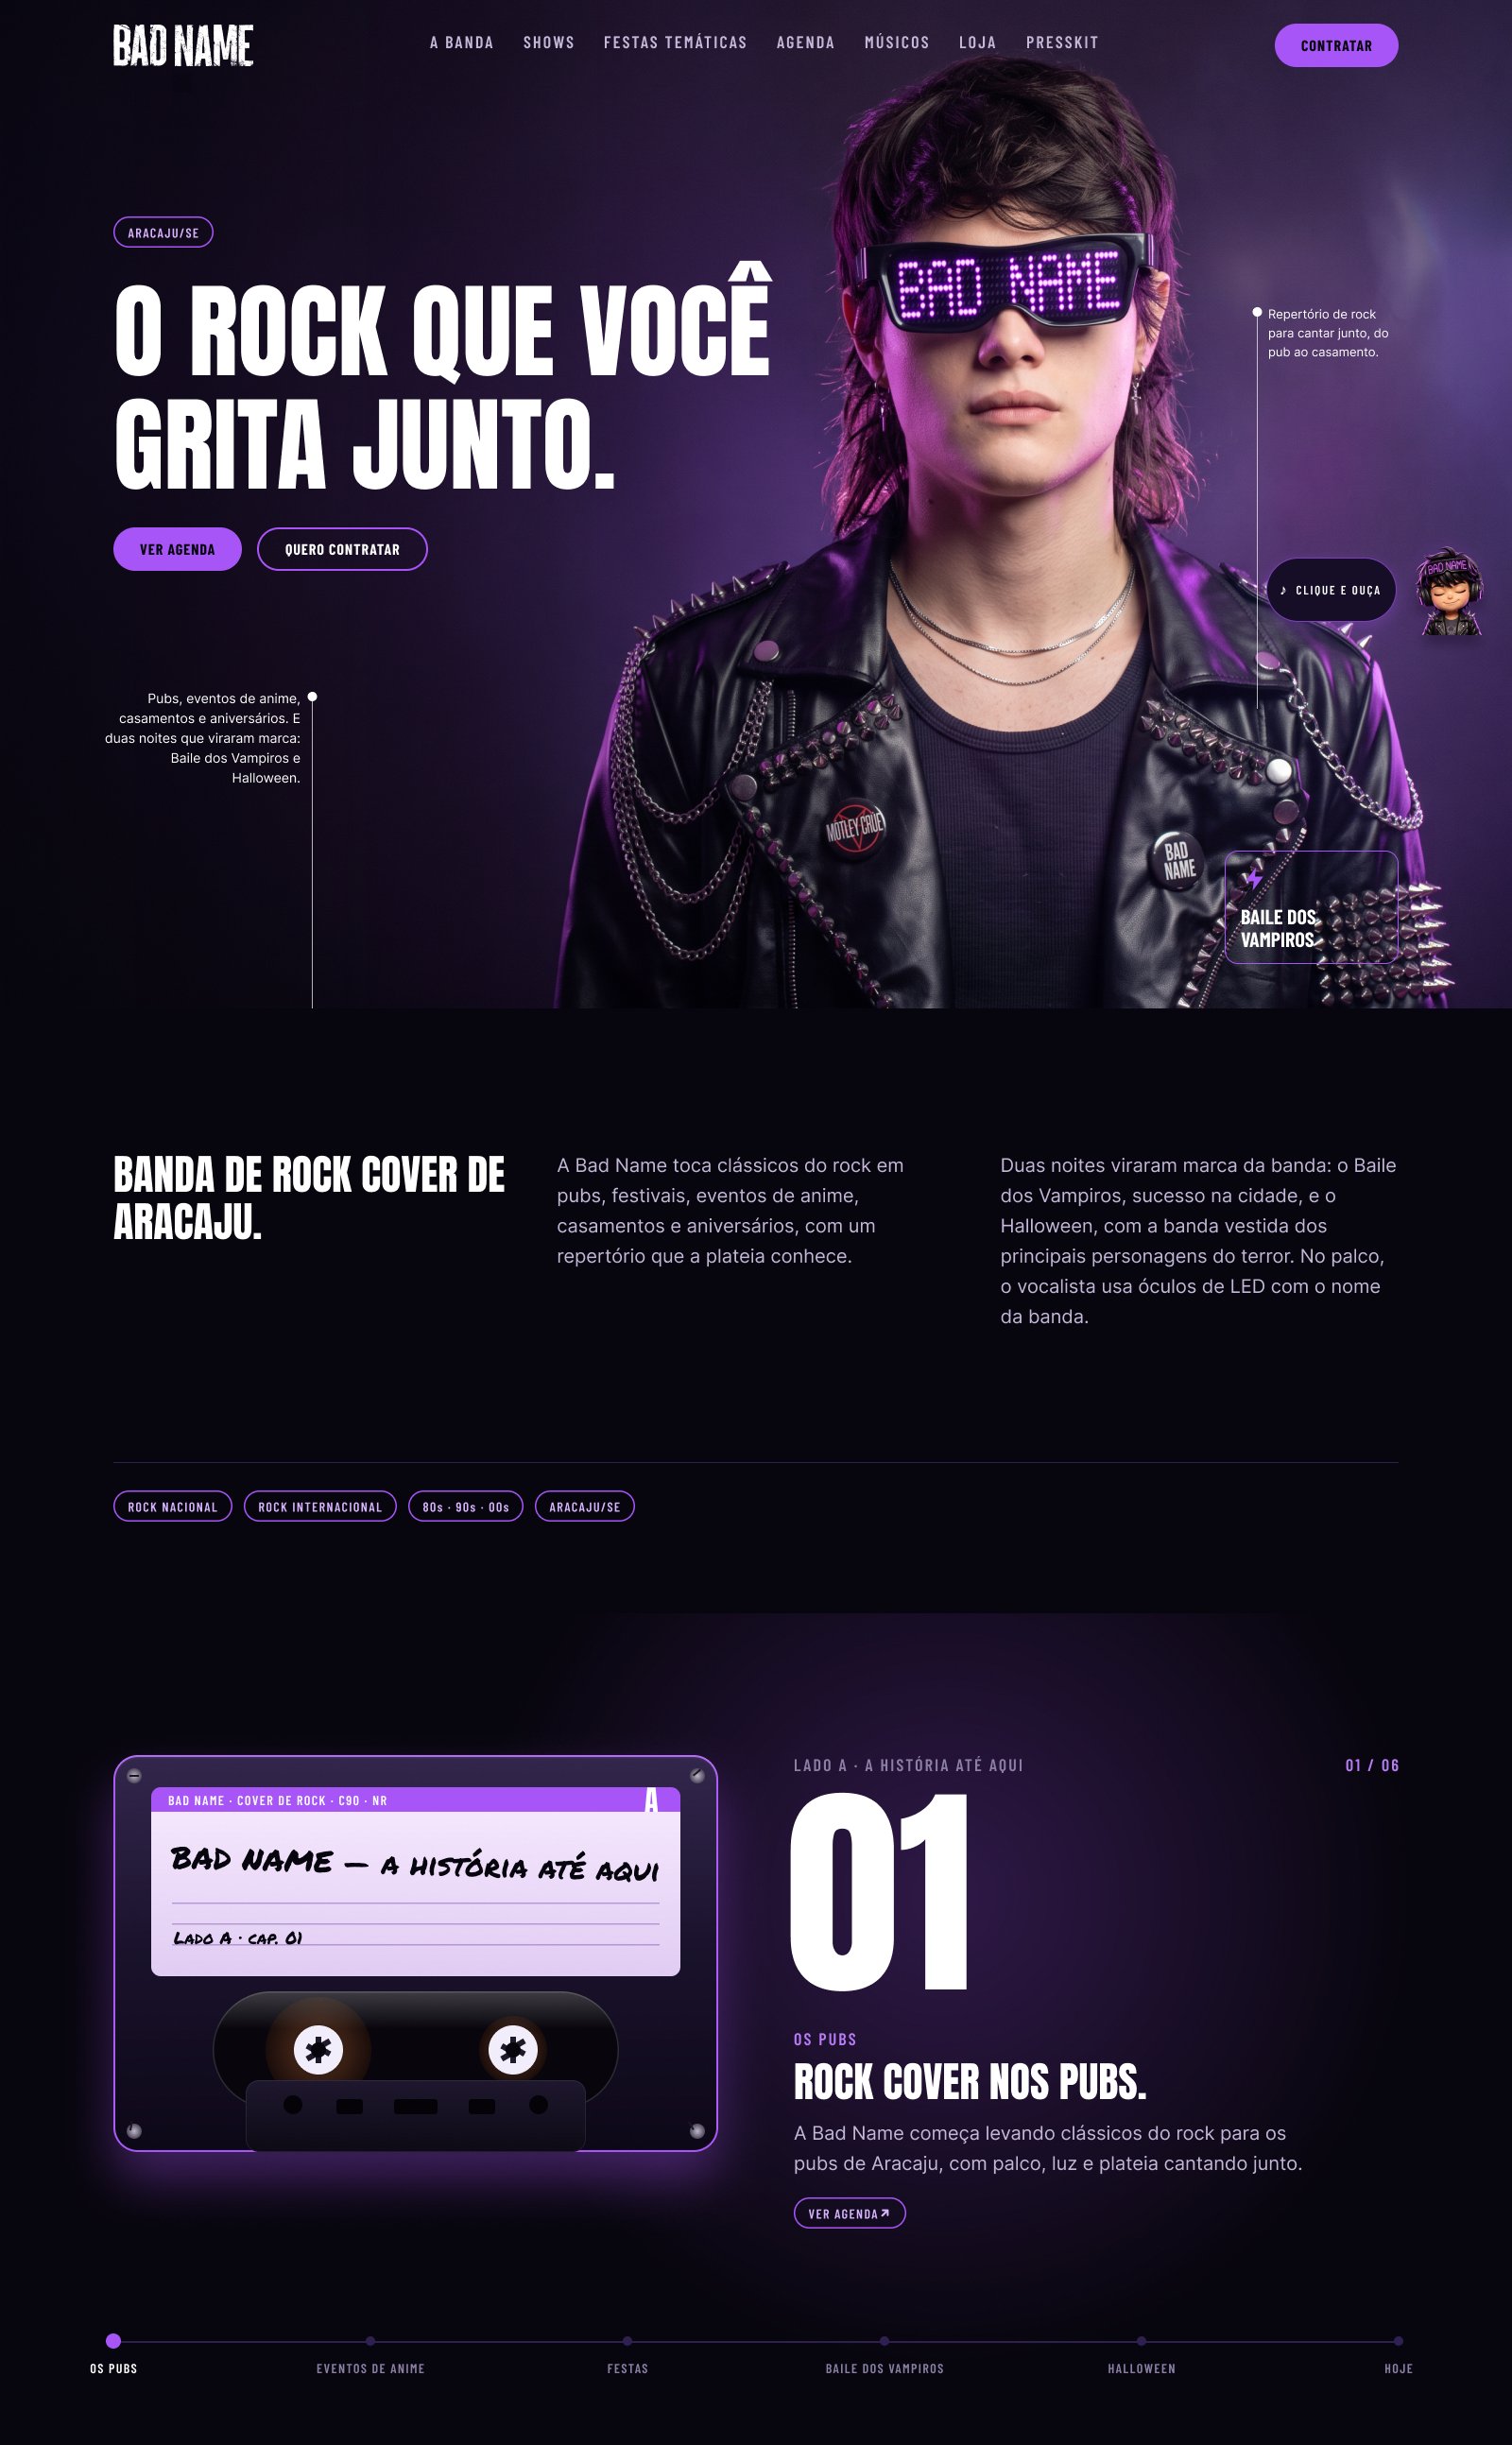 BAD NAME
A BANDA SHOWS FESTAS TEMÁTICAS AGENDA MÚSICOS LOJA PRESSKIT
CONTRATAR
ARACAJU/SE
O ROCK QUE VOCÊ
GRITA JUNTO.
VER AGENDA
QUERO CONTRATAR
BAD NAME
Repertório de rock
para cantar junto, do
pub ao casamento.
♪ CLIQUE E OUÇA
BAD NAME
Pubs, eventos de anime,
casamentos e aniversários. E
duas noites que viraram marca:
Baile dos Vampiros e
Halloween.
MÖTLEY CRÜE
BAD
NAME
BAILE DOS
VAMPIROS
BANDA DE ROCK COVER DE
ARACAJU.
A Bad Name toca clássicos do rock em
pubs, festivais, eventos de anime,
casamentos e aniversários, com um
repertório que a plateia conhece.
Duas noites viraram marca da banda: o Baile
dos Vampiros, sucesso na cidade, e o
Halloween, com a banda vestida dos
principais personagens do terror. No palco,
o vocalista usa óculos de LED com o nome
da banda.
ROCK NACIONAL
ROCK INTERNACIONAL
80s · 90s · 00s
ARACAJU/SE
BAD NAME · COVER DE ROCK · C90 · NR
A
BAD NAME — A HISTÓRIA ATÉ AQUI
LADO A · CAP. 01
LADO A · A HISTÓRIA ATÉ AQUI
01 / 06
01
OS PUBS
ROCK COVER NOS PUBS.
A Bad Name começa levando clássicos do rock para os
pubs de Aracaju, com palco, luz e plateia cantando junto.
VER AGENDA↗
OS PUBS
EVENTOS DE ANIME
FESTAS
BAILE DOS VAMPIROS
HALLOWEEN
HOJE